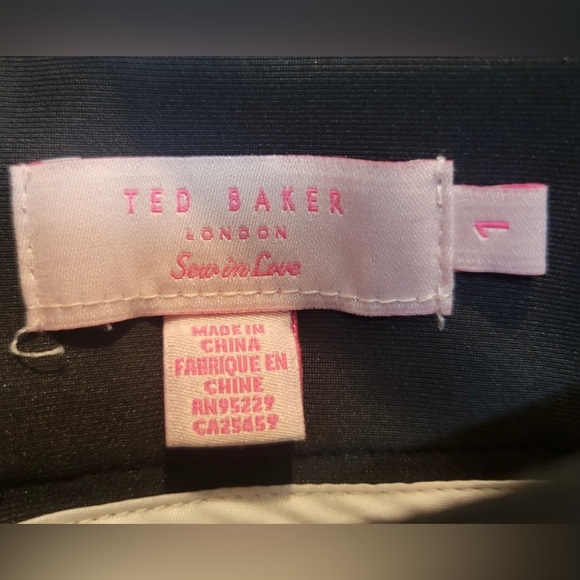 TED BAKER
LONDON
Sew in Love
1
MADE IN
CHINA
FABRIQUE EN
CHINE
RN95229
CA25459